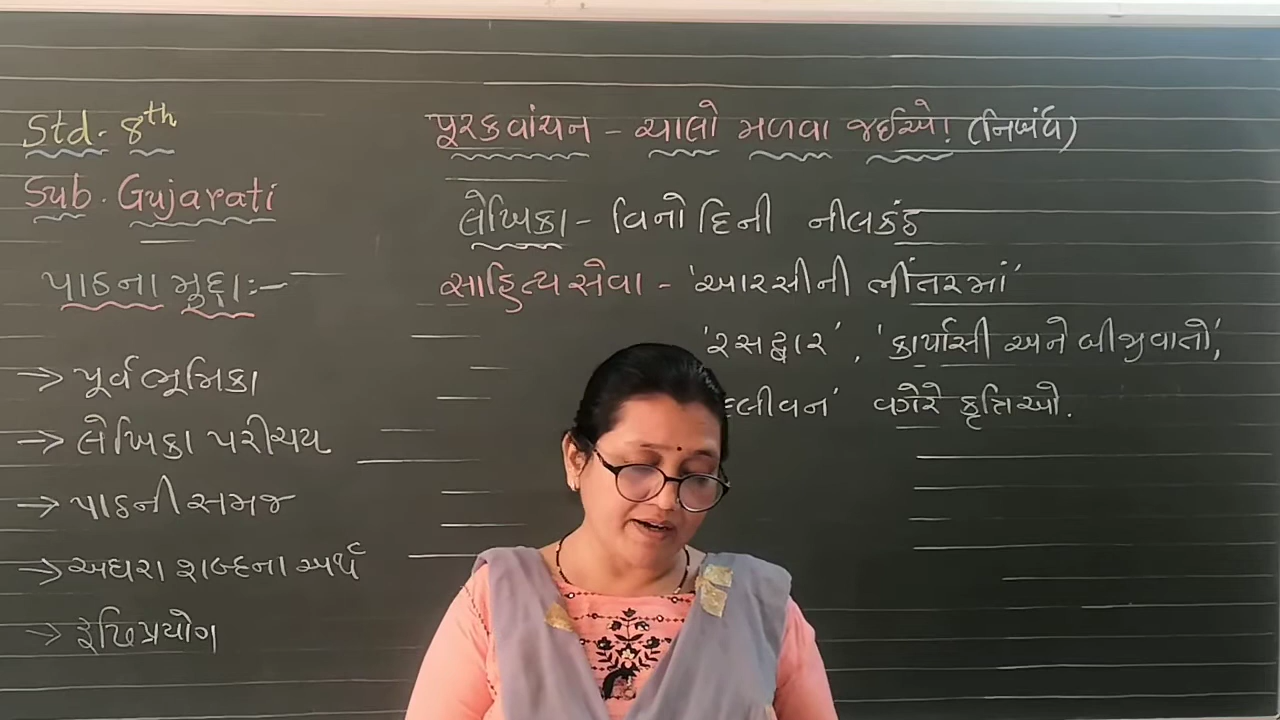 Std. 8th
Sub. Gujarati
પાઠના મુદ્દા:-
→ પૂર્વભૂમિકા
→ લેખિકા પરીચય
→ પાઠની સમજ
→ અઘરા શબ્દના અર્થ
→ રૂઢિપ્રયોગ
પૂરકવાંચન - ચાલો મળવા જઈએ! (નિબંધ)
લેખિકા - વિનોદિની નીલકંઠ
સાહિત્ય સેવા - 'આરસીની ભીંતરમાં'
'રસદ્વાર', 'કાર્પાસી અને બીજીવાતો',
વગેરે કૃતિઓ.